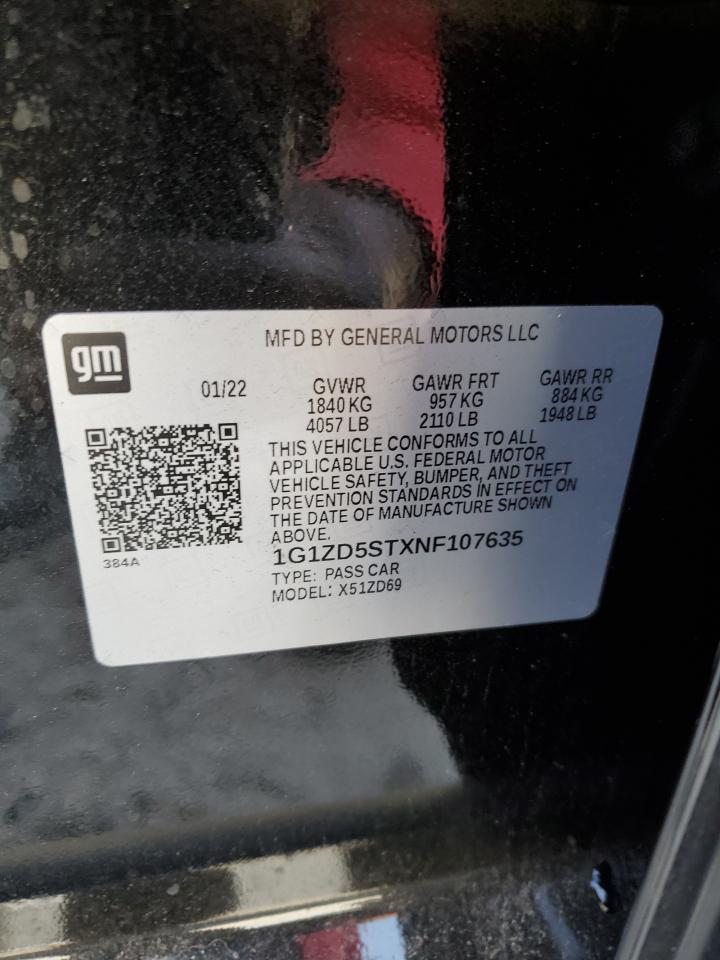 gm
MFD BY GENERAL MOTORS LLC
01/22 GVWR GAWR FRT GAWR RR
1840 KG 957 KG 884 KG
4057 LB 2110 LB 1948 LB
THIS VEHICLE CONFORMS TO ALL
APPLICABLE U.S. FEDERAL MOTOR
VEHICLE SAFETY, BUMPER, AND THEFT
PREVENTION STANDARDS IN EFFECT ON
THE DATE OF MANUFACTURE SHOWN
ABOVE.
1G1ZD5STXNF107635
TYPE: PASS CAR
MODEL: X51ZD69
384A